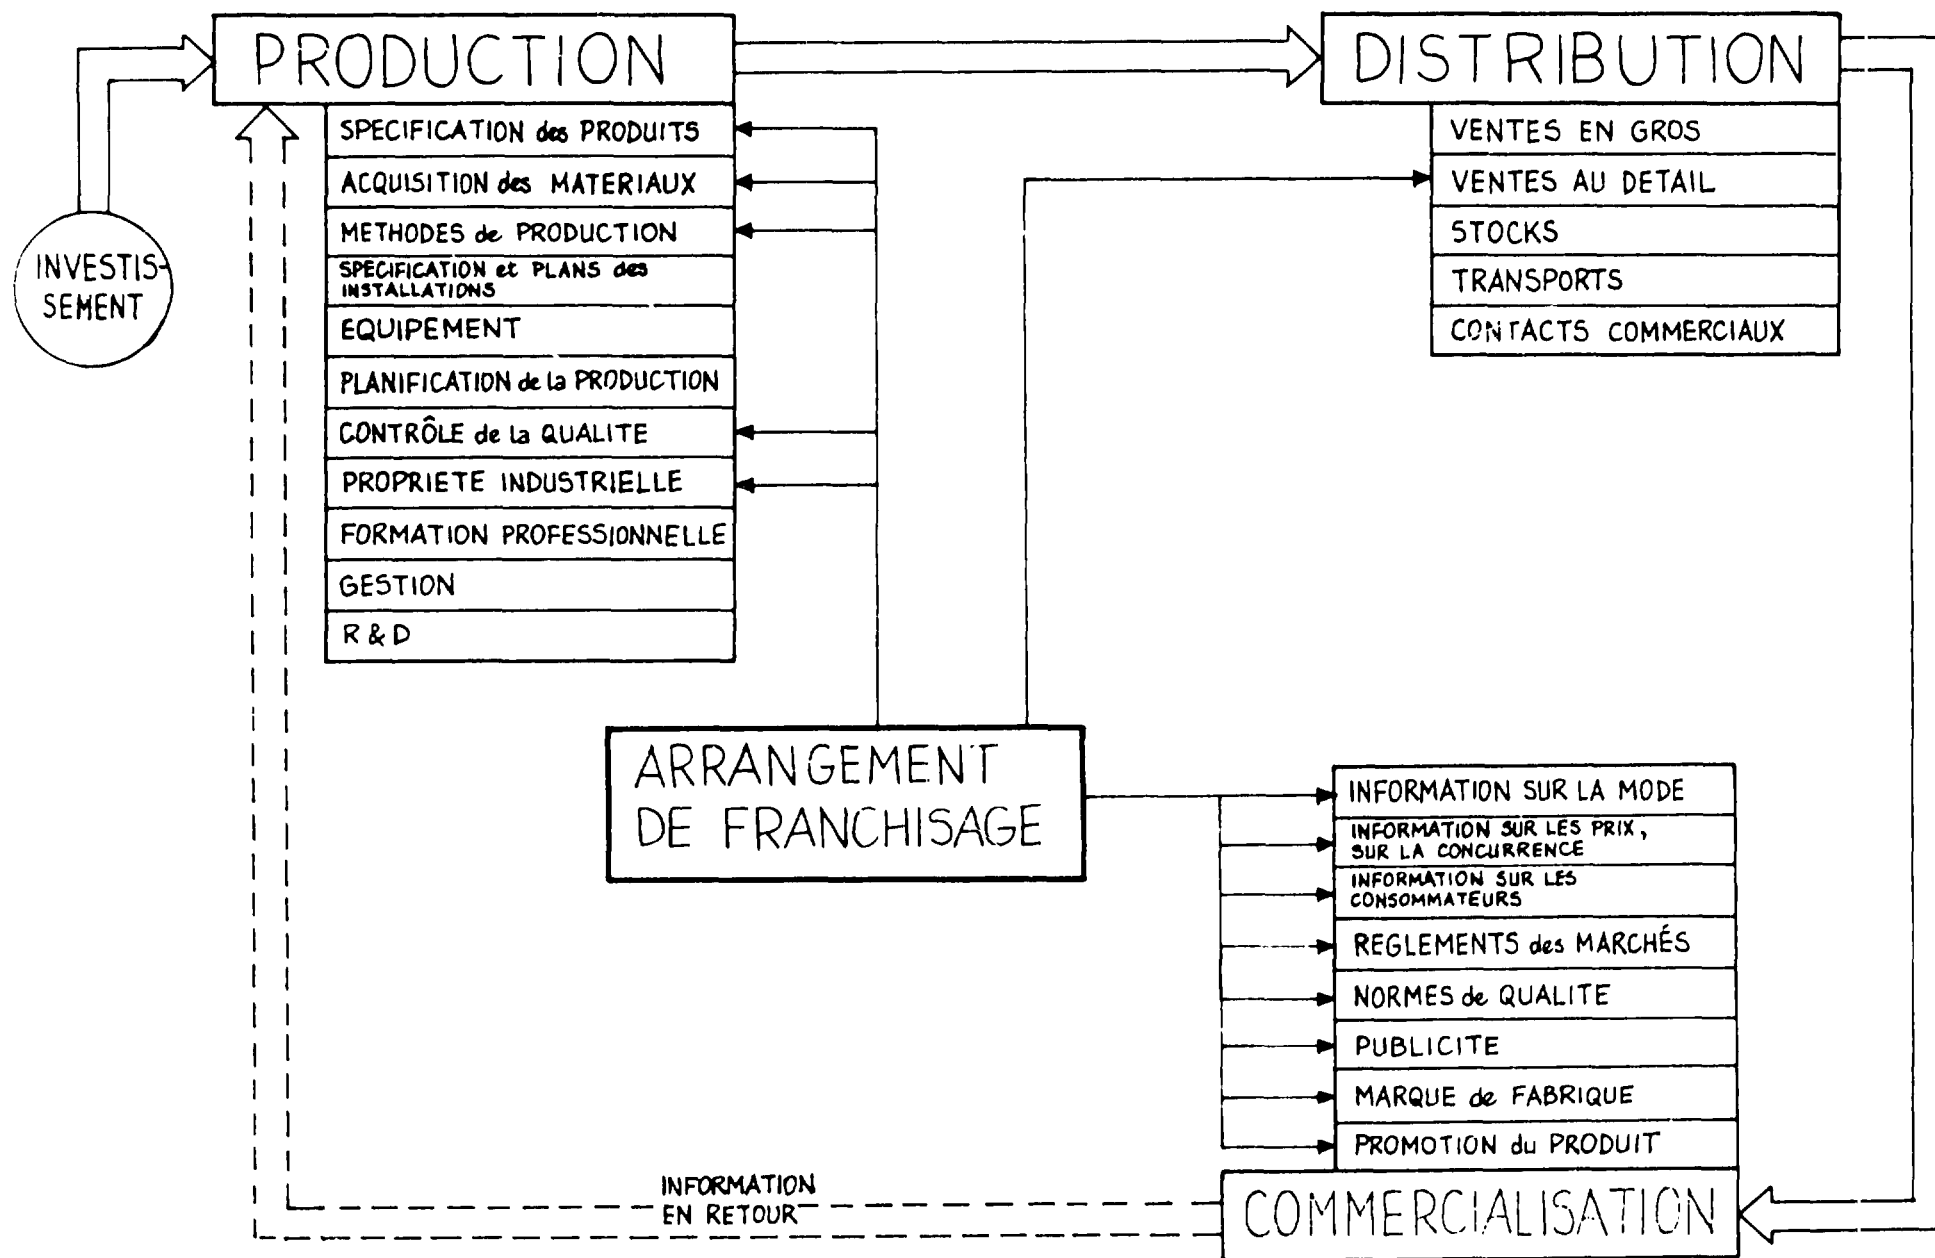 PRODUCTION
SPECIFICATION des PRODUITS
ACQUISITION des MATERIAUX
METHODES de PRODUCTION
SPECIFICATION et PLANS des
INSTALLATIONS
EQUIPEMENT
PLANIFICATION de la PRODUCTION
CONTRÔLE de la QUALITE
PROPRIETE INDUSTRIELLE
FORMATION PROFESSIONNELLE
GESTION
R & D
INVESTIS-
SEMENT
DISTRIBUTION
VENTES EN GROS
VENTES AU DETAIL
STOCKS
TRANSPORTS
CONTACTS COMMERCIAUX
ARRANGEMENT
DE FRANCHISAGE
INFORMATION SUR LA MODE
INFORMATION SUR LES PRIX,
SUR LA CONCURRENCE
INFORMATION SUR LES
CONSOMMATEURS
REGLEMENTS des MARCHÉS
NORMES de QUALITE
PUBLICITE
MARQUE de FABRIQUE
PROMOTION du PRODUIT
COMMERCIALISATION
INFORMATION
EN RETOUR